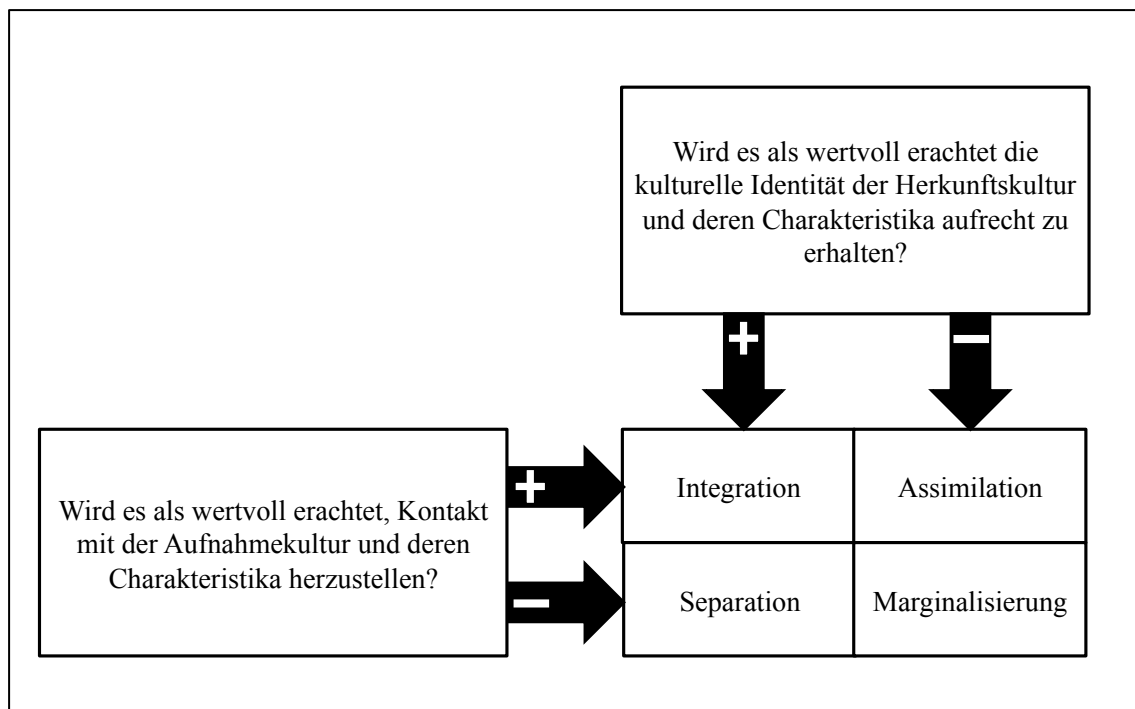 Wird es als wertvoll erachtet die
kulturelle Identität der Herkunftskultur
und deren Charakteristika aufrecht zu
erhalten?
+
−
Wird es als wertvoll erachtet, Kontakt
mit der Aufnahmekultur und deren
Charakteristika herzustellen?
+
−
Integration
Assimilation
Separation
Marginalisierung